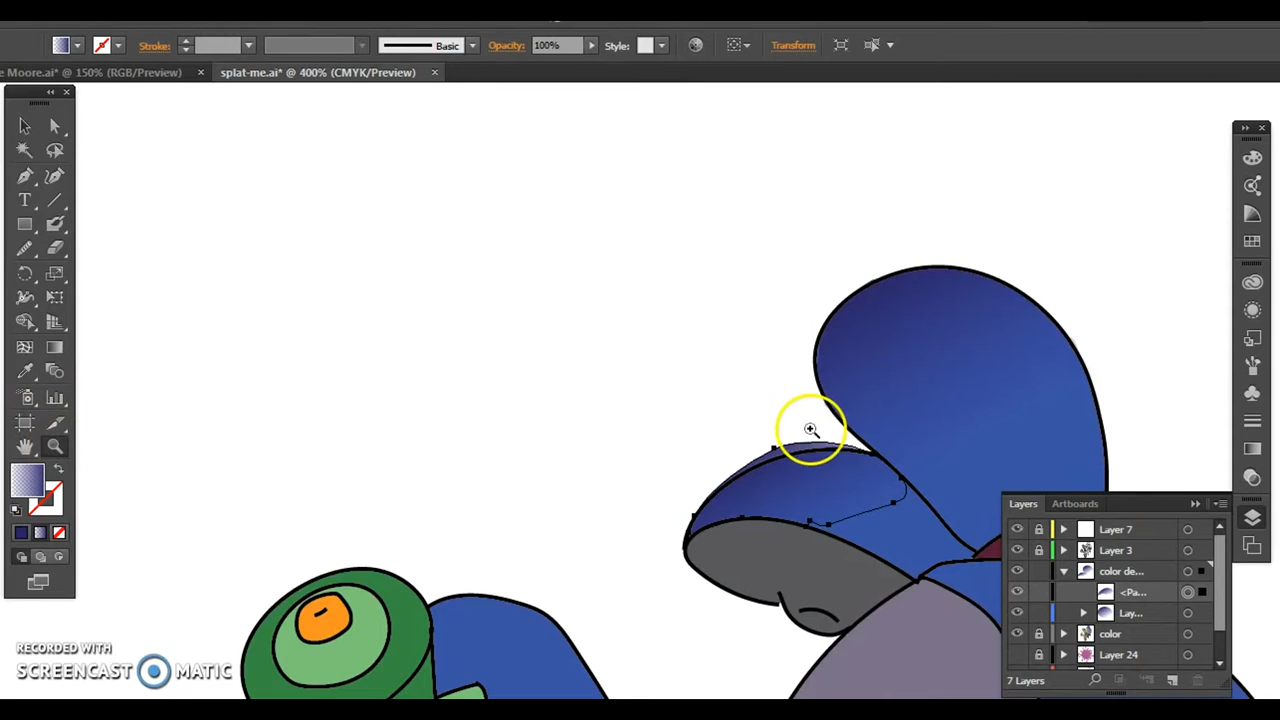 Stroke: Basic Opacity: 100% Style: Transform
e Moore.ai* @ 150% (RGB/Preview) splat-me.ai* @ 400% (CMYK/Preview)
Layers Artboards
Layer 7
Layer 3
color de...
<Pa...
Lay...
color
Layer 24
7 Layers
RECORDED WITH
SCREENCAST MATIC